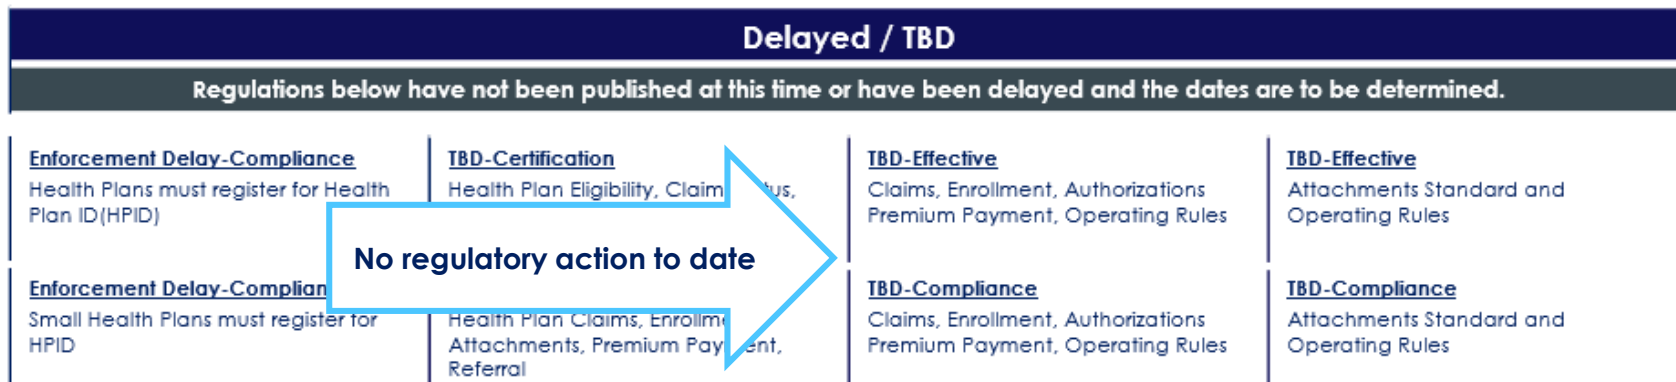 Delayed / TBD
Regulations below have not been published at this time or have been delayed and the dates are to be determined.
Enforcement Delay-Compliance
Health Plans must register for Health
Plan ID(HPID)
TBD-Certification
Health Plan Eligibility, Claim
TBD-Effective
Claims, Enrollment, Authorizations
Premium Payment, Operating Rules
TBD-Effective
Attachments Standard and
Operating Rules
No regulatory action to date
Enforcement Delay-Complian
Small Health Plans must register for
HPID
Health Plan Claims, Enrollm
Attachments, Premium Pay ent,
Referral
TBD-Compliance
Claims, Enrollment, Authorizations
Premium Payment, Operating Rules
TBD-Compliance
Attachments Standard and
Operating Rules